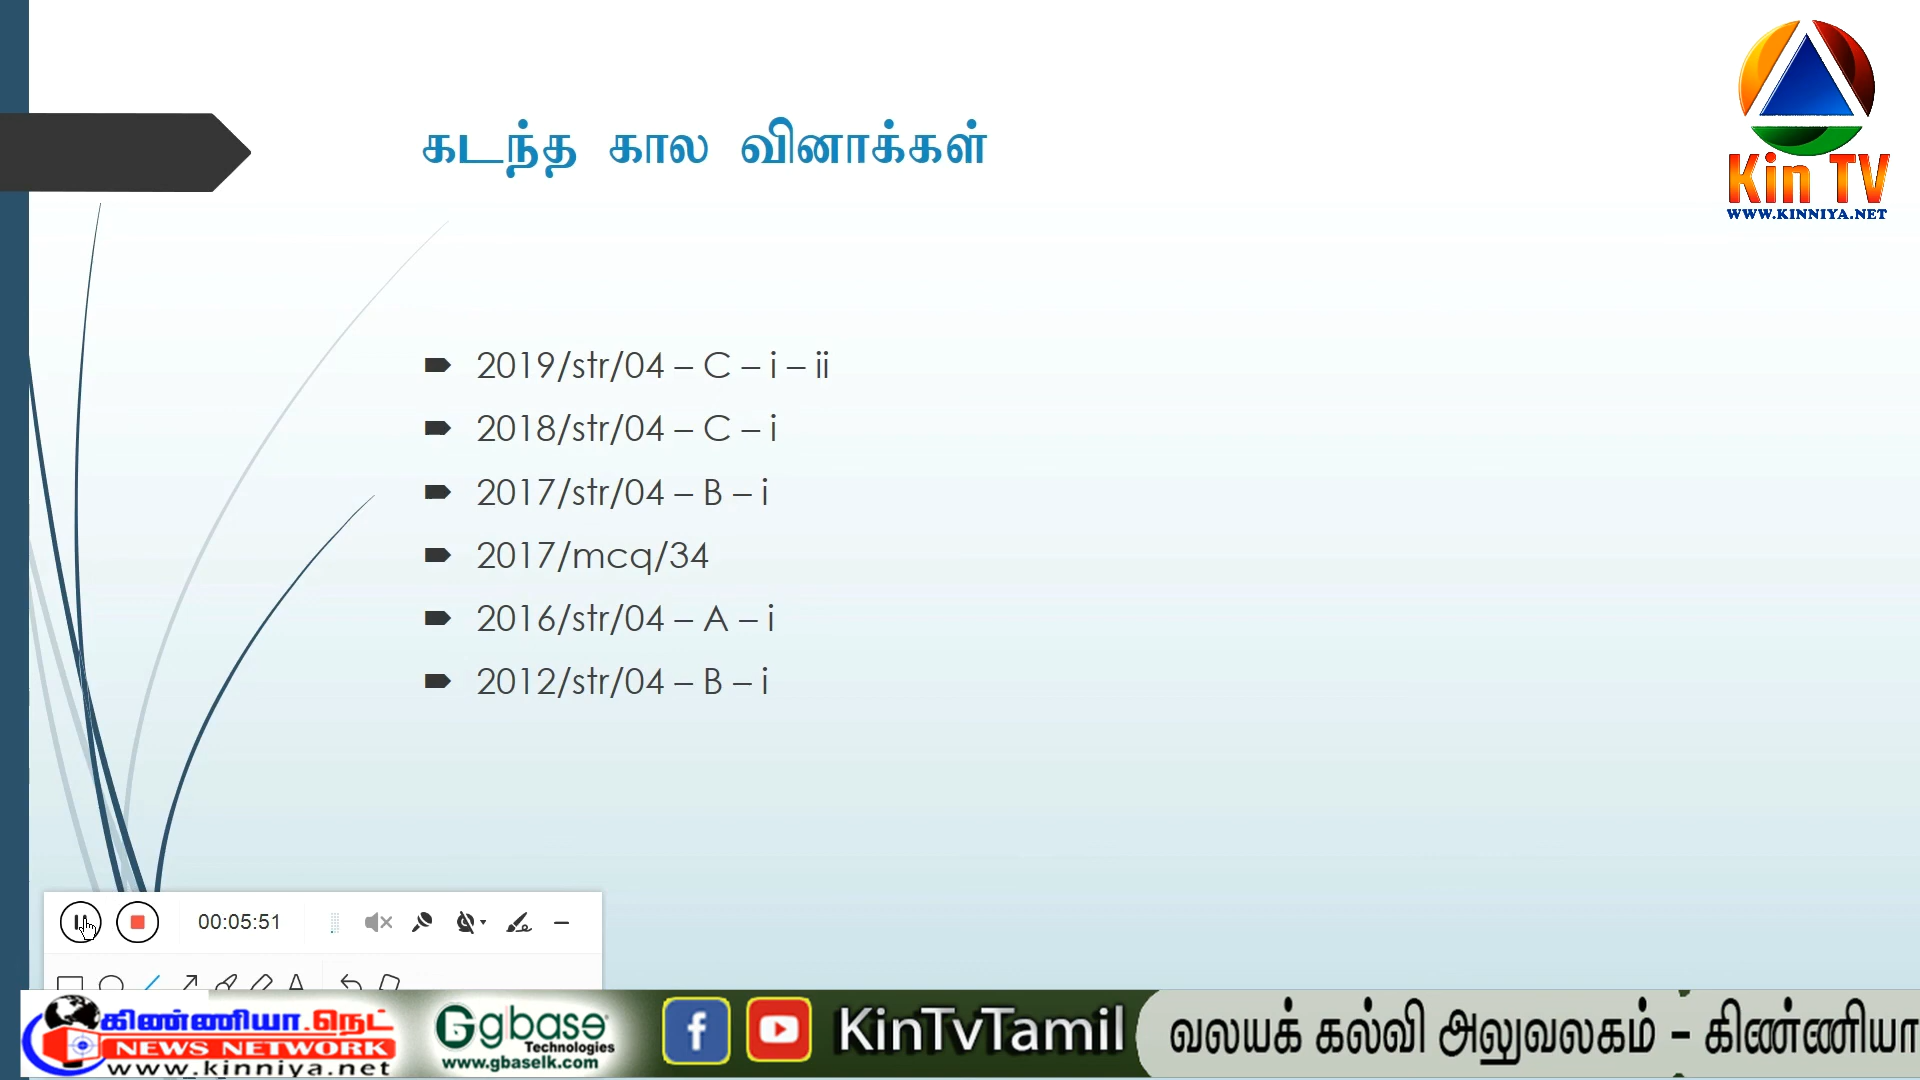 கடந்த கால வினாக்கள்
Kin TV
WWW.KINNIYA.NET
2019/str/04 – C – i – ii
2018/str/04 – C – i
2017/str/04 – B – i
2017/mcq/34
2016/str/04 – A – i
2012/str/04 – B – i
00:05:51
கிண்ணியா.நெட்
NEWS NETWORK
www.kinniya.net
gbase
Technologies
www.gbaselk.com
KinTvTamil
வலயக் கல்வி அலுவலகம் – கிண்ணியா